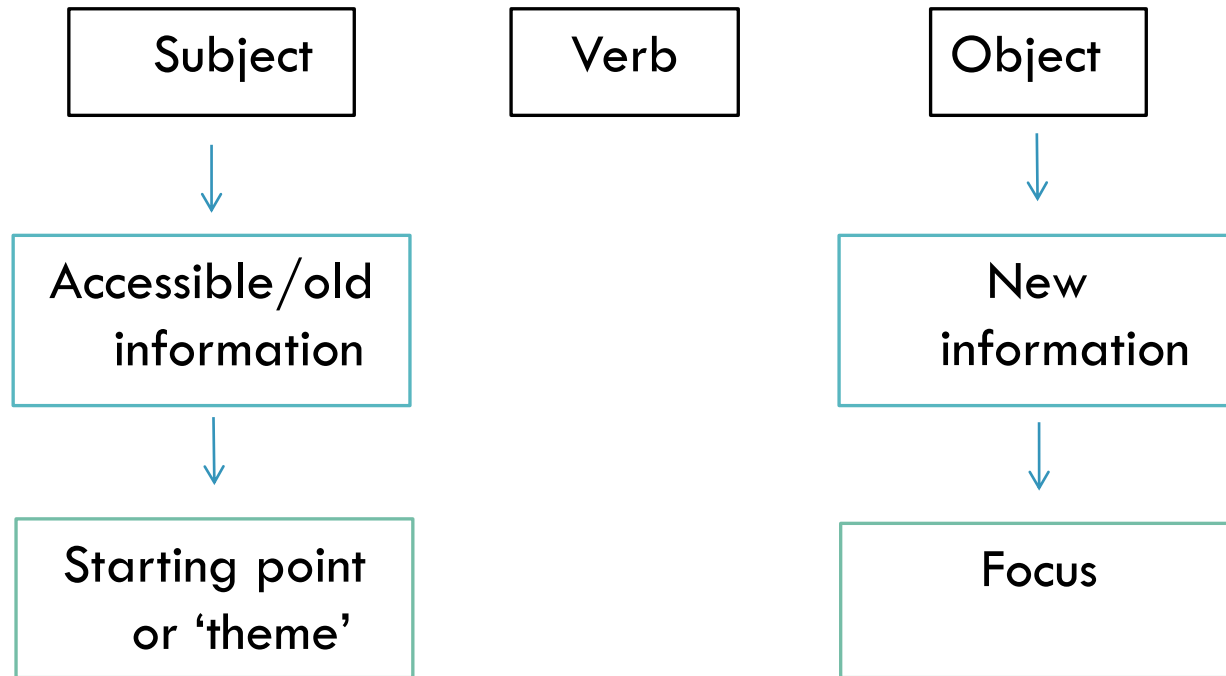 Subject
Verb
Object
Accessible/old
information
New
information
Starting point
or ‘theme’
Focus